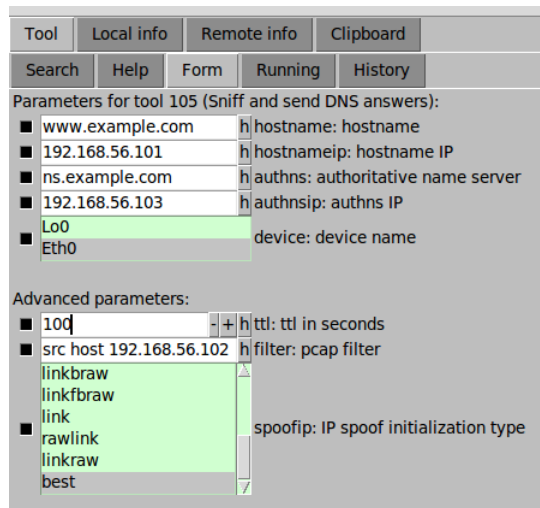 Tool Local info Remote info Clipboard
Search Help Form Running History
Parameters for tool 105 (Sniff and send DNS answers):
www.example.com h hostname: hostname
192.168.56.101 h hostnameip: hostname IP
ns.example.com h authns: authoritative name server
192.168.56.103 h authnsip: authns IP
Lo0
device: device name
Eth0
Advanced parameters:
100 - + h ttl: ttl in seconds
src host 192.168.56.102 h filter: pcap filter
linkbraw
linkfbraw
link
spoofip: IP spoof initialization type
rawlink
linkraw
best